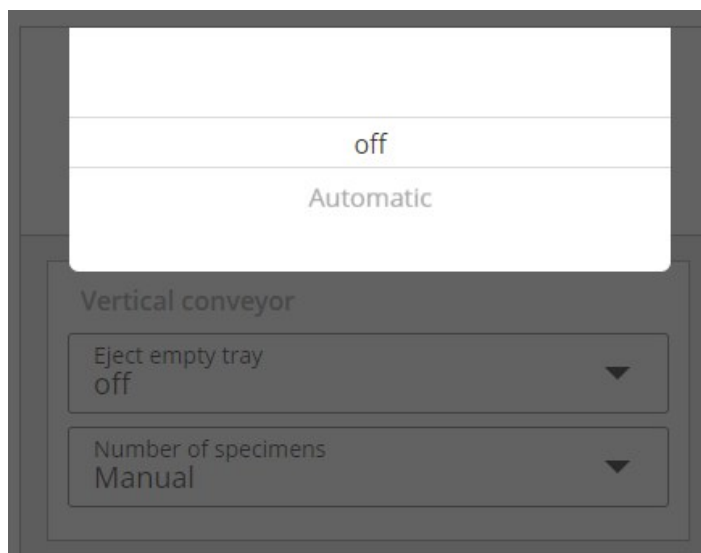 off
Automatic
Vertical conveyor
Eject empty tray
off
Number of specimens
Manual